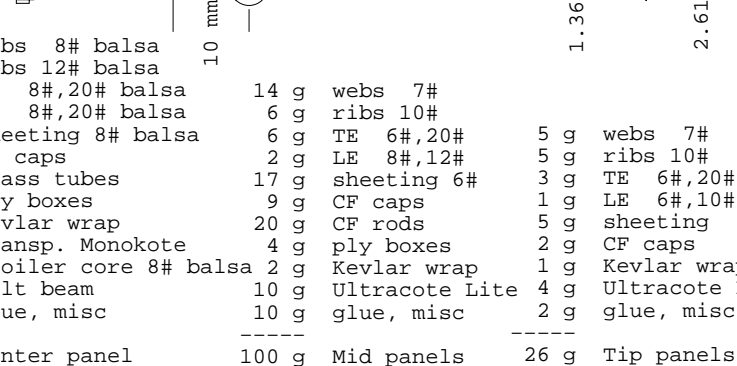 10 mm
1.36
2.61
bs 8# balsa
bs 12# balsa
8#,20# balsa 14 g webs 7#
8#,20# balsa 6 g ribs 10#
eeting 8# balsa 6 g TE 6#,20# 5 g webs 7#
caps 2 g LE 8#,12# 5 g ribs 10#
ass tubes 17 g sheeting 6# 3 g TE 6#,20#
y boxes 9 g CF caps 1 g LE 6#,10#
vlar wrap 20 g CF rods 5 g sheeting
ansp. Monokote 4 g ply boxes 2 g CF caps
oiler core 8# balsa 2 g Kevlar wrap 1 g Kevlar wrap
lt beam 10 g Ultracote Lite 4 g Ultracote
ue, misc 10 g glue, misc 2 g glue, misc
----- -----
nter panel 100 g Mid panels 26 g Tip panels